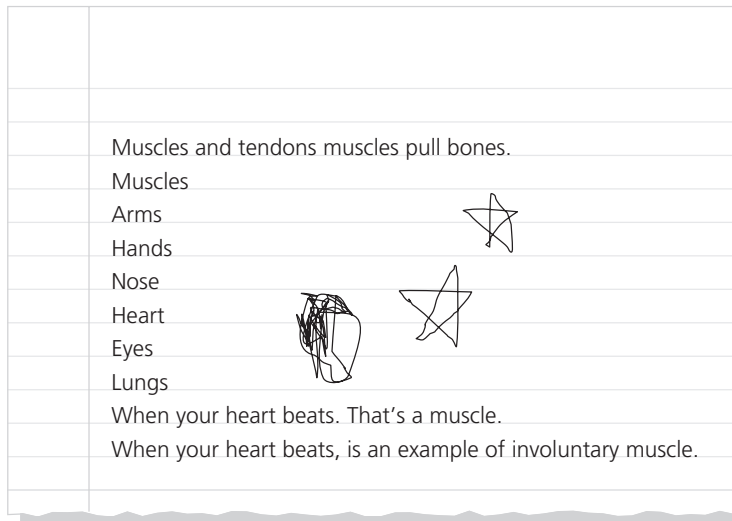 Muscles and tendons muscles pull bones.
Muscles
Arms
Hands
Nose
Heart
Eyes
Lungs
When your heart beats. That’s a muscle.
When your heart beats, is an example of involuntary muscle.